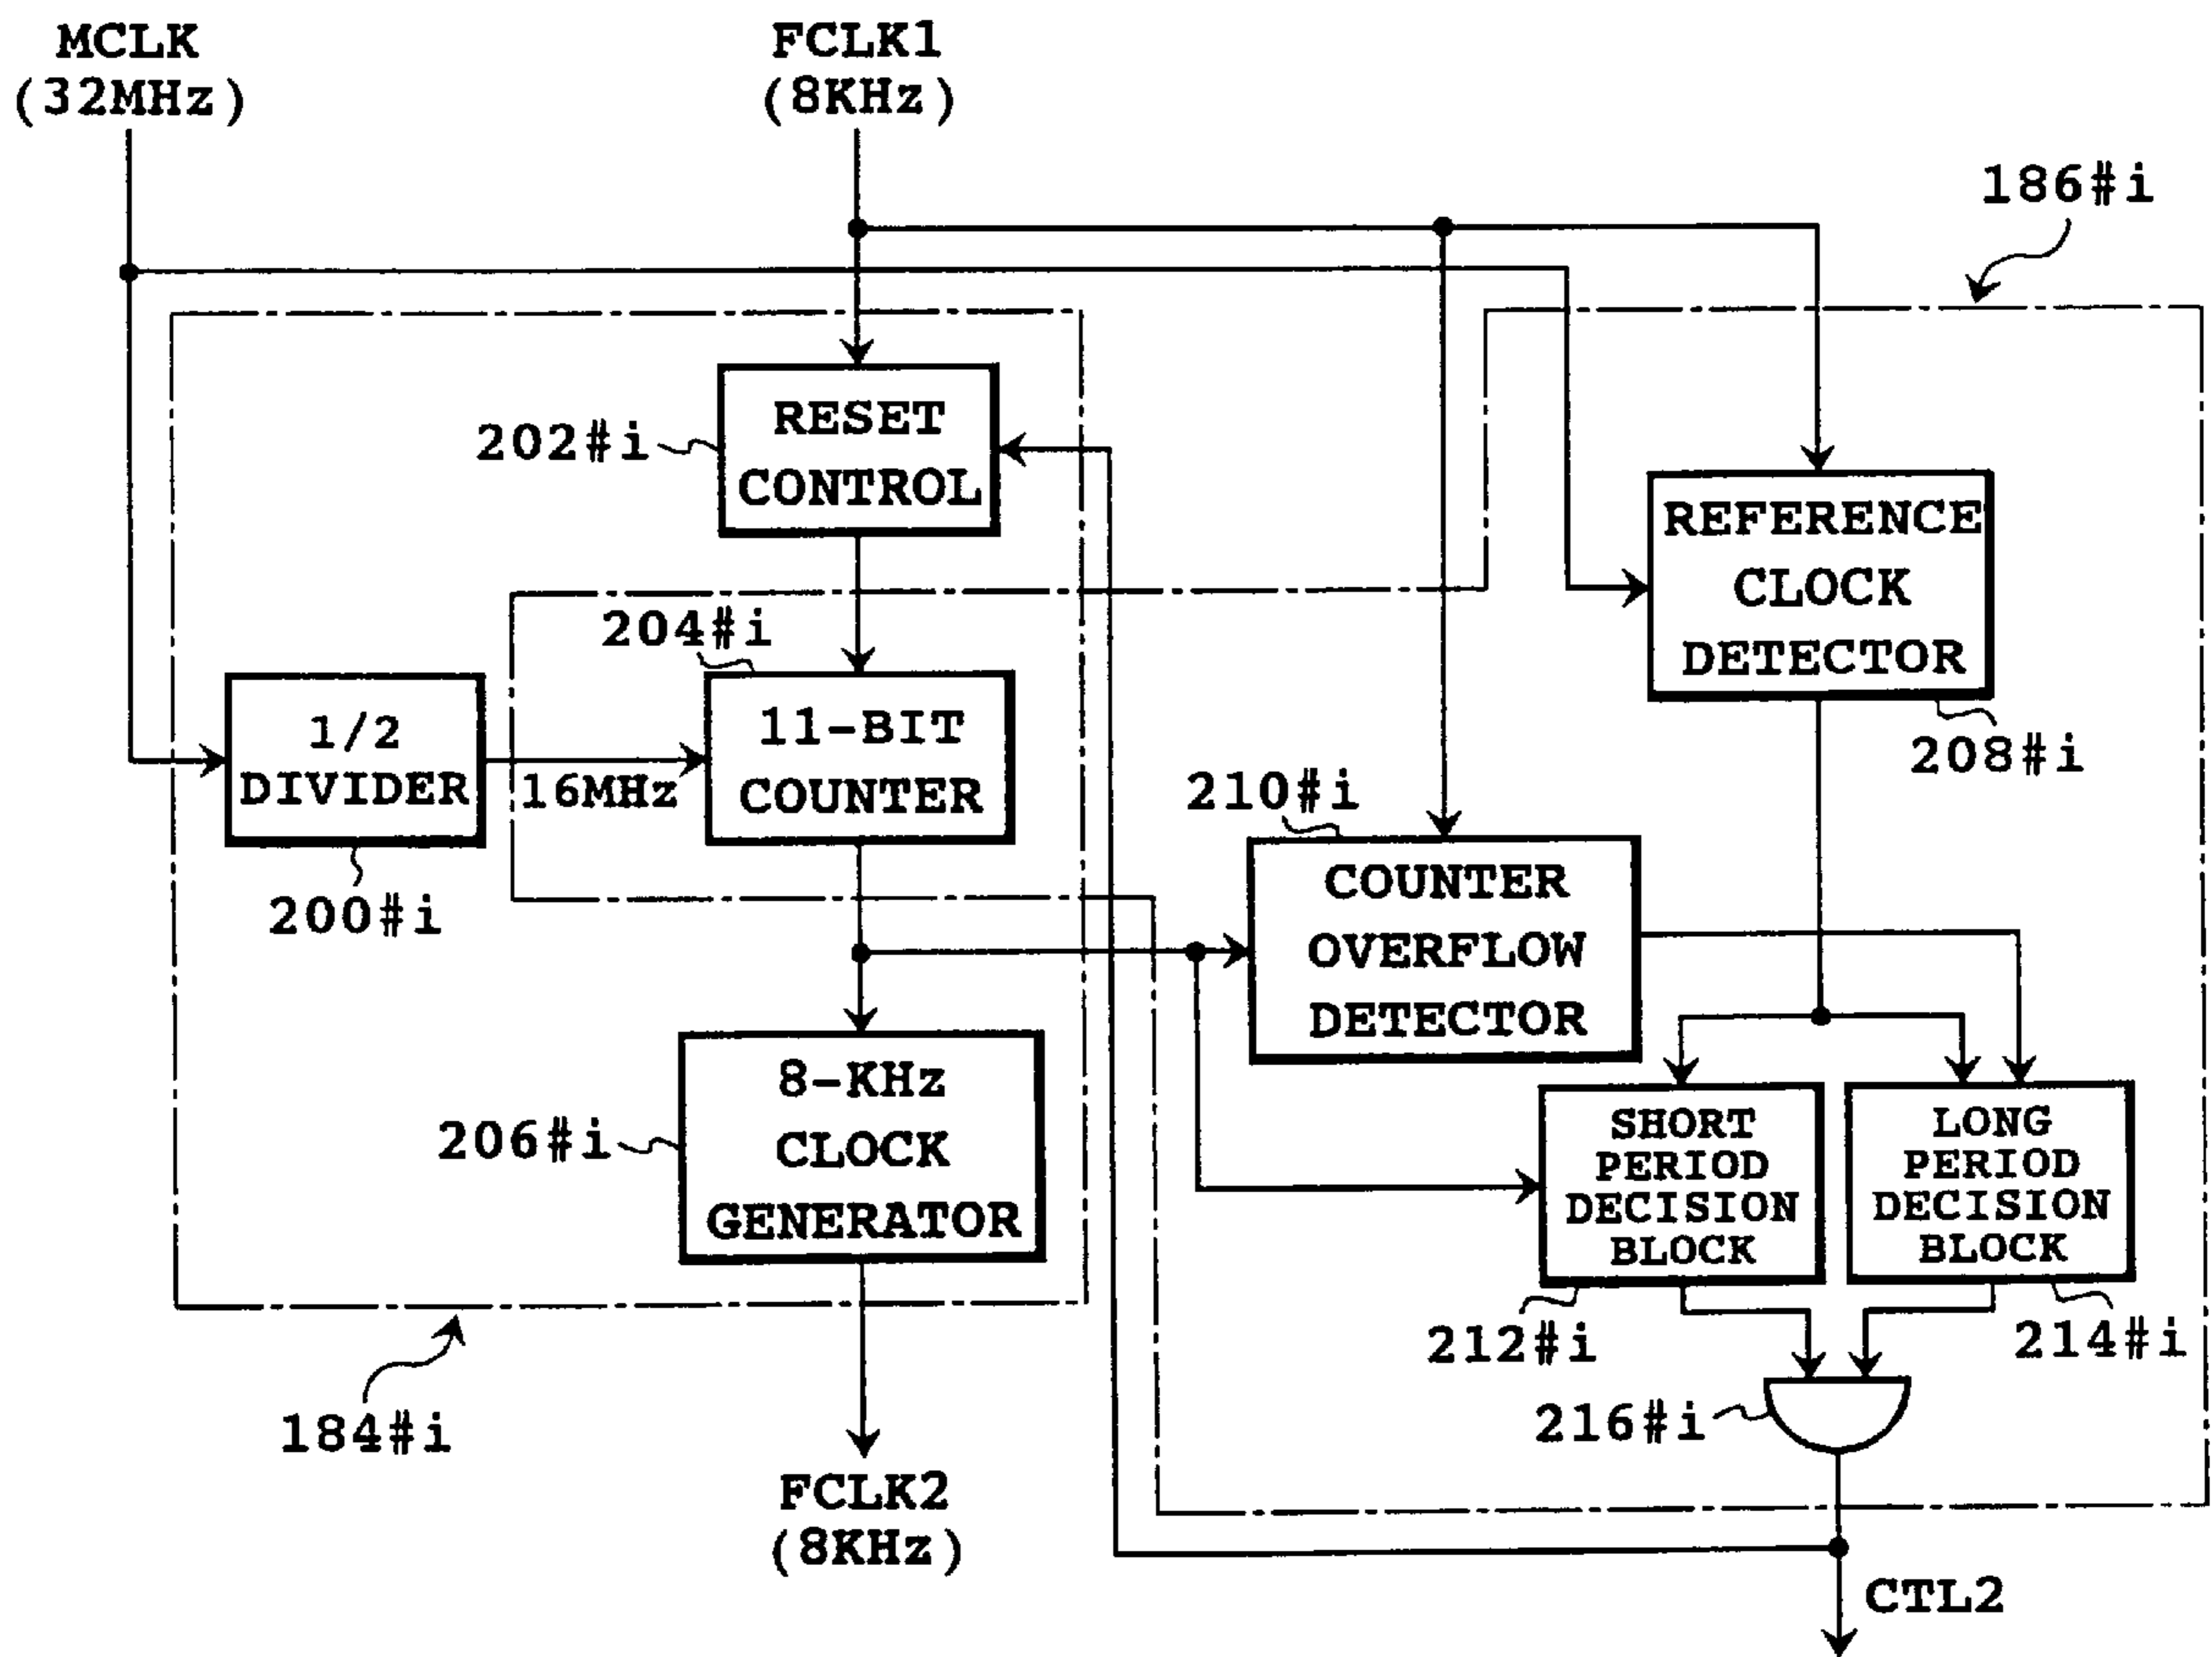 MCLK
(32MHz)
FCLK1
(8KHz)
186#i
RESET
CONTROL
202#i
REFERENCE
CLOCK
DETECTOR
208#i
204#i
1/2
DIVIDER
200#i
16MHz
11-BIT
COUNTER
210#i
COUNTER
OVERFLOW
DETECTOR
8-KHz
CLOCK
GENERATOR
206#i
SHORT
PERIOD
DECISION
BLOCK
LONG
PERIOD
DECISION
BLOCK
212#i
214#i
216#i
184#i
FCLK2
(8KHz)
CTL2